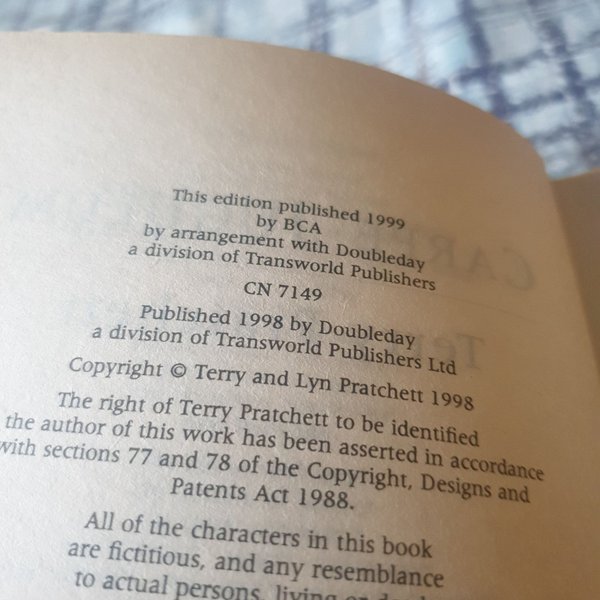 This edition published 1999
by BCA
by arrangement with Doubleday
a division of Transworld Publishers
CN 7149
Published 1998 by Doubleday
a division of Transworld Publishers Ltd
Copyright © Terry and Lyn Pratchett 1998
The right of Terry Pratchett to be identified
the author of this work has been asserted in accordance
with sections 77 and 78 of the Copyright, Designs and
Patents Act 1988.
All of the characters in this book
are fictitious, and any resemblance
to actual persons, living or